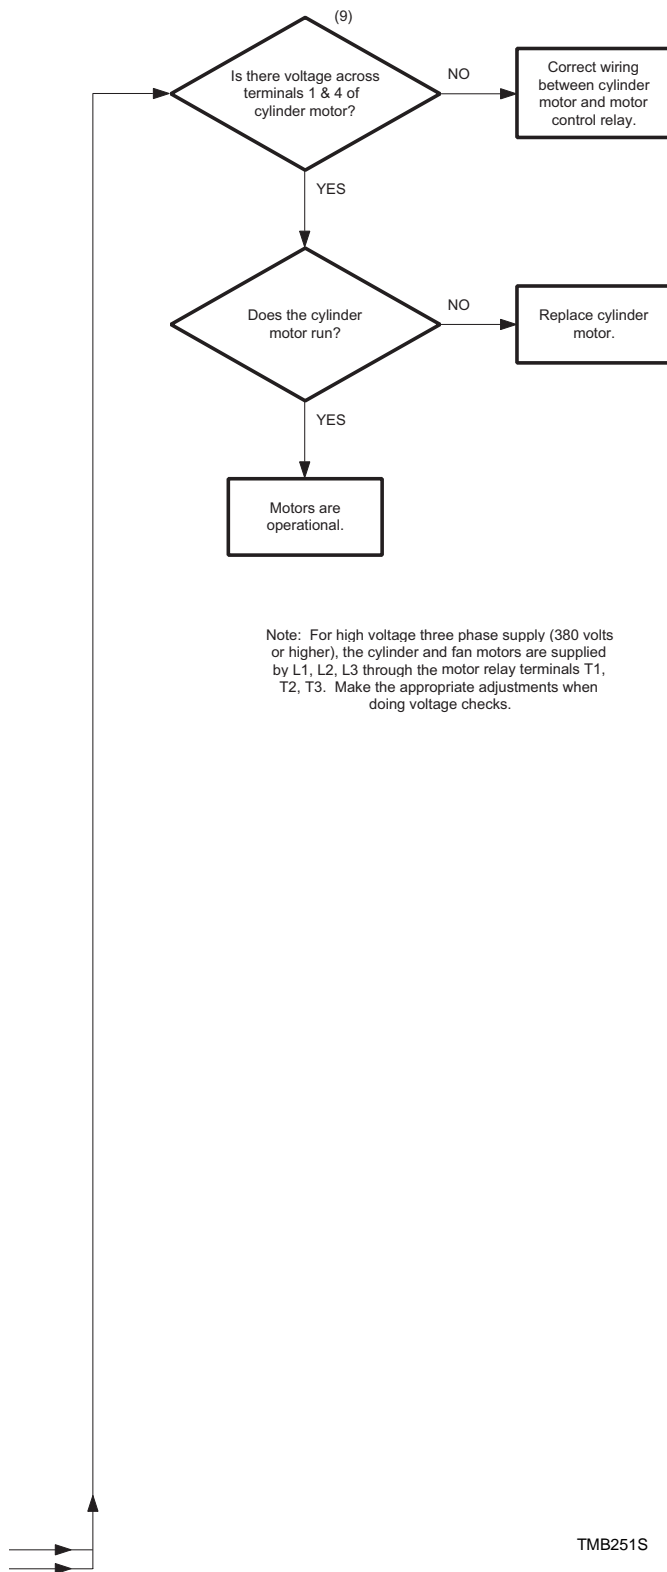 (9)
Is there voltage across
terminals 1 & 4 of
cylinder motor?
NO
Correct wiring
between cylinder
motor and motor
control relay.
YES
Does the cylinder
motor run?
NO
Replace cylinder
motor.
YES
Motors are
operational.
Note:  For high voltage three phase supply (380 volts
or higher), the cylinder and fan motors are supplied
by L1, L2, L3 through the motor relay terminals T1,
T2, T3.  Make the appropriate adjustments when
doing voltage checks.
TMB251S